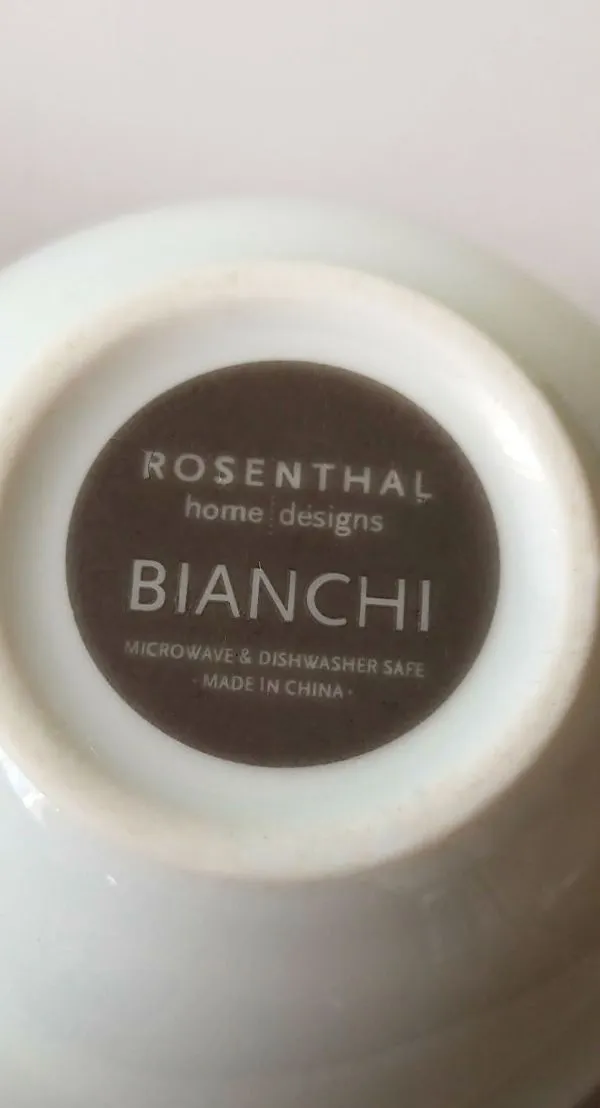 ROSENTHAL
home designs
BIANCHI
MICROWAVE & DISHWASHER SAFE
· MADE IN CHINA ·